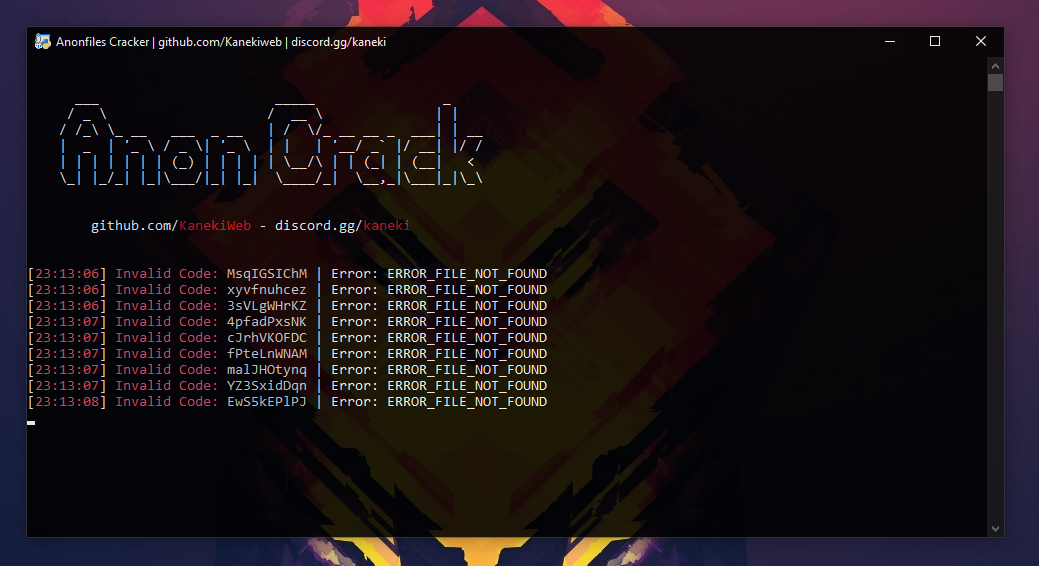 Anonfiles Cracker | github.com/Kanekiweb | discord.gg/kaneki
Anon Crack
github.com/KanekiWeb - discord.gg/kaneki
[23:13:06] Invalid Code: MsqIGSIChM | Error: ERROR_FILE_NOT_FOUND
[23:13:06] Invalid Code: xyvfnuhcez | Error: ERROR_FILE_NOT_FOUND
[23:13:06] Invalid Code: 3sVLgWHrKZ | Error: ERROR_FILE_NOT_FOUND
[23:13:07] Invalid Code: 4pfadPxsNK | Error: ERROR_FILE_NOT_FOUND
[23:13:07] Invalid Code: cJrhVKOFDC | Error: ERROR_FILE_NOT_FOUND
[23:13:07] Invalid Code: fPteLnWNAM | Error: ERROR_FILE_NOT_FOUND
[23:13:07] Invalid Code: malJHOtynq | Error: ERROR_FILE_NOT_FOUND
[23:13:07] Invalid Code: YZ3SxidDqn | Error: ERROR_FILE_NOT_FOUND
[23:13:08] Invalid Code: EwS5kEPlPJ | Error: ERROR_FILE_NOT_FOUND